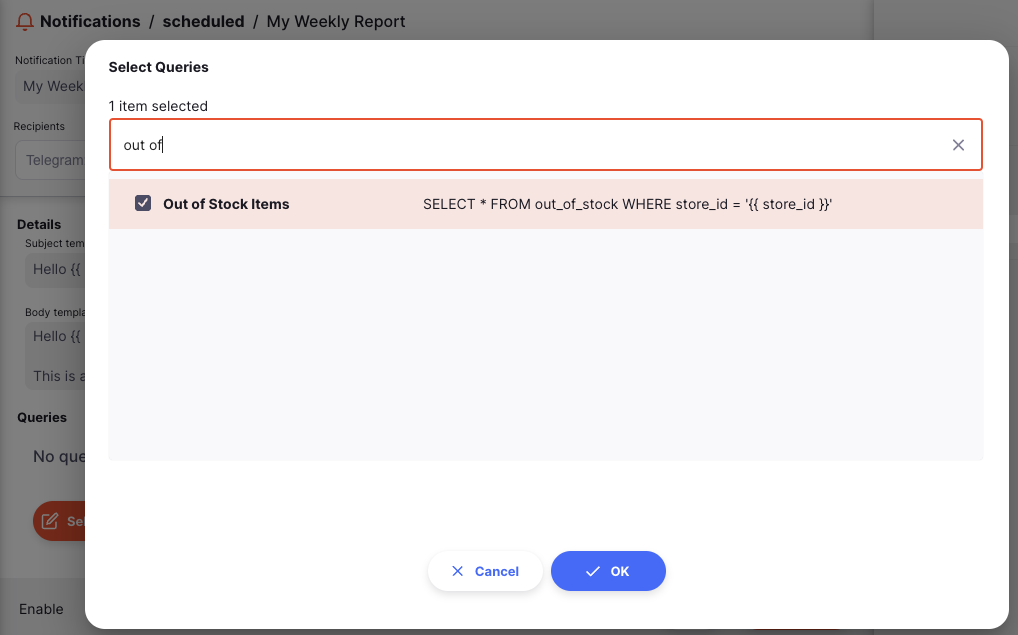 Notifications / scheduled / My Weekly Report
Notification Ti
My Week
Recipients
Telegram
Details
Subject tem
Hello {{
Body templa
Hello {{
This is a
Queries
No que
Sel
Enable
Select Queries
1 item selected
out of
Out of Stock Items SELECT * FROM out_of_stock WHERE store_id = '{{ store_id }}'
Cancel OK